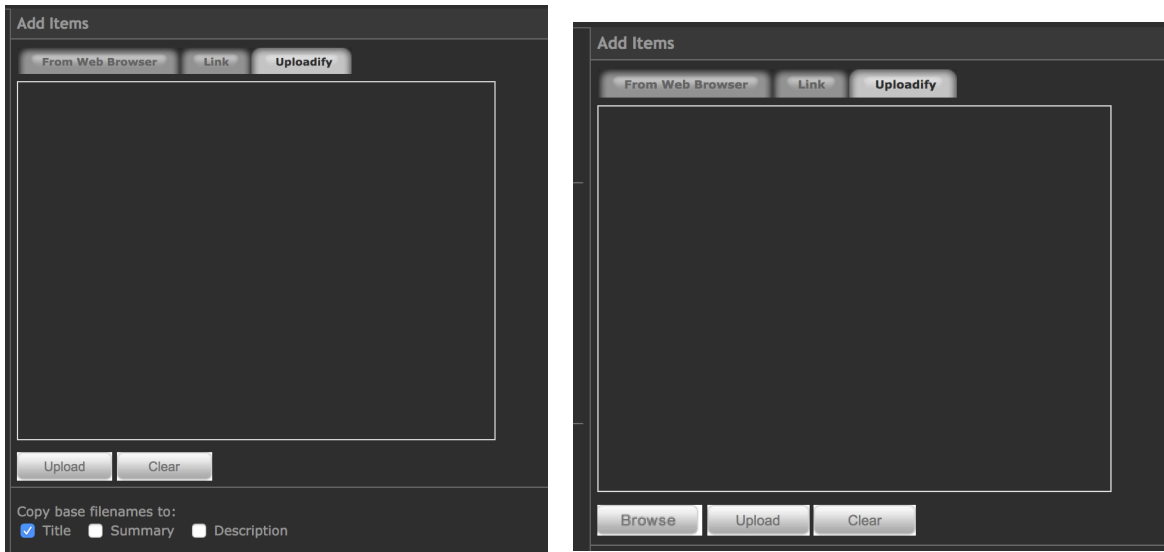 Add Items
From Web Browser Link Uploadify
Upload Clear
Copy base filenames to:
Title Summary Description
Add Items
From Web Browser Link Uploadify
Browse Upload Clear